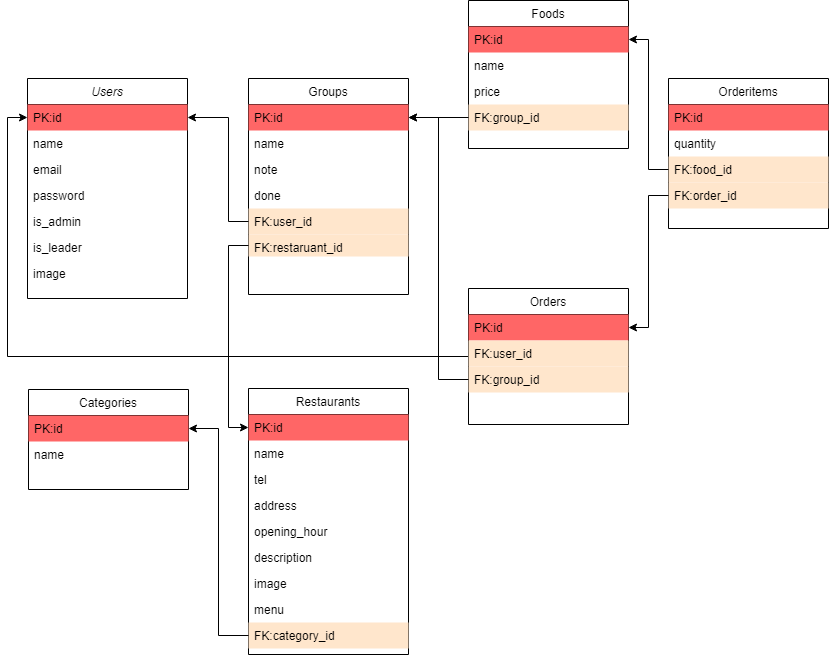 Users
PK:id
name
email
password
is_admin
is_leader
image
Groups
PK:id
name
note
done
FK:user_id
FK:restaruant_id
Foods
PK:id
name
price
FK:group_id
Orderitems
PK:id
quantity
FK:food_id
FK:order_id
Orders
PK:id
FK:user_id
FK:group_id
Categories
PK:id
name
Restaurants
PK:id
name
tel
address
opening_hour
description
image
menu
FK:category_id